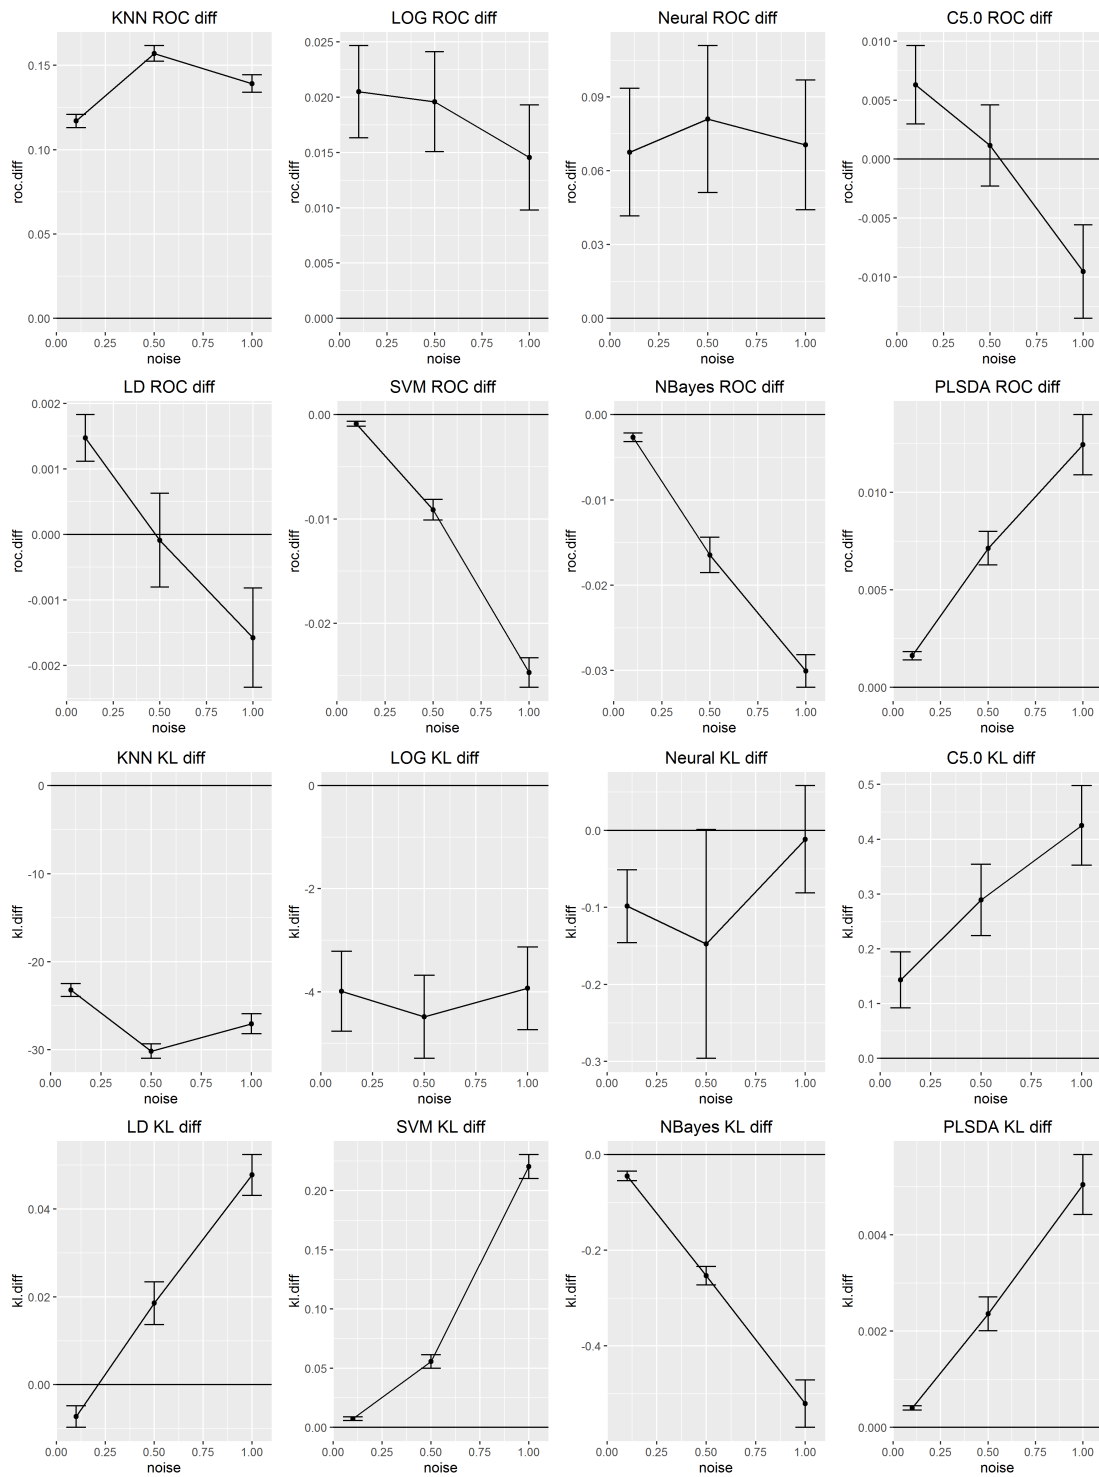 KNN ROC diff
roc.diff
0.15
0.10
0.05
0.00
0.00 0.25 0.50 0.75 1.00
noise
LOG ROC diff
roc.diff
0.025
0.020
0.015
0.010
0.005
0.000
0.00 0.25 0.50 0.75 1.00
noise
Neural ROC diff
roc.diff
0.09
0.06
0.03
0.00
0.00 0.25 0.50 0.75 1.00
noise
C5.0 ROC diff
roc.diff
0.010
0.005
0.000
-0.005
-0.010
0.00 0.25 0.50 0.75 1.00
noise
LD ROC diff
roc.diff
0.002
0.001
0.000
-0.001
-0.002
0.00 0.25 0.50 0.75 1.00
noise
SVM ROC diff
roc.diff
0.00
-0.01
-0.02
0.00 0.25 0.50 0.75 1.00
noise
NBayes ROC diff
roc.diff
0.00
-0.01
-0.02
-0.03
0.00 0.25 0.50 0.75 1.00
noise
PLSDA ROC diff
roc.diff
0.010
0.005
0.000
0.00 0.25 0.50 0.75 1.00
noise
KNN KL diff
kl.diff
0
-10
-20
-30
0.00 0.25 0.50 0.75 1.00
noise
LOG KL diff
kl.diff
0
-2
-4
0.00 0.25 0.50 0.75 1.00
noise
Neural KL diff
kl.diff
0.0
-0.1
-0.2
-0.3
0.00 0.25 0.50 0.75 1.00
noise
C5.0 KL diff
kl.diff
0.5
0.4
0.3
0.2
0.1
0.0
0.00 0.25 0.50 0.75 1.00
noise
LD KL diff
kl.diff
0.04
0.02
0.00
0.00 0.25 0.50 0.75 1.00
noise
SVM KL diff
kl.diff
0.20
0.15
0.10
0.05
0.00
0.00 0.25 0.50 0.75 1.00
noise
NBayes KL diff
kl.diff
0.0
-0.2
-0.4
0.00 0.25 0.50 0.75 1.00
noise
PLSDA KL diff
kl.diff
0.004
0.002
0.000
0.00 0.25 0.50 0.75 1.00
noise